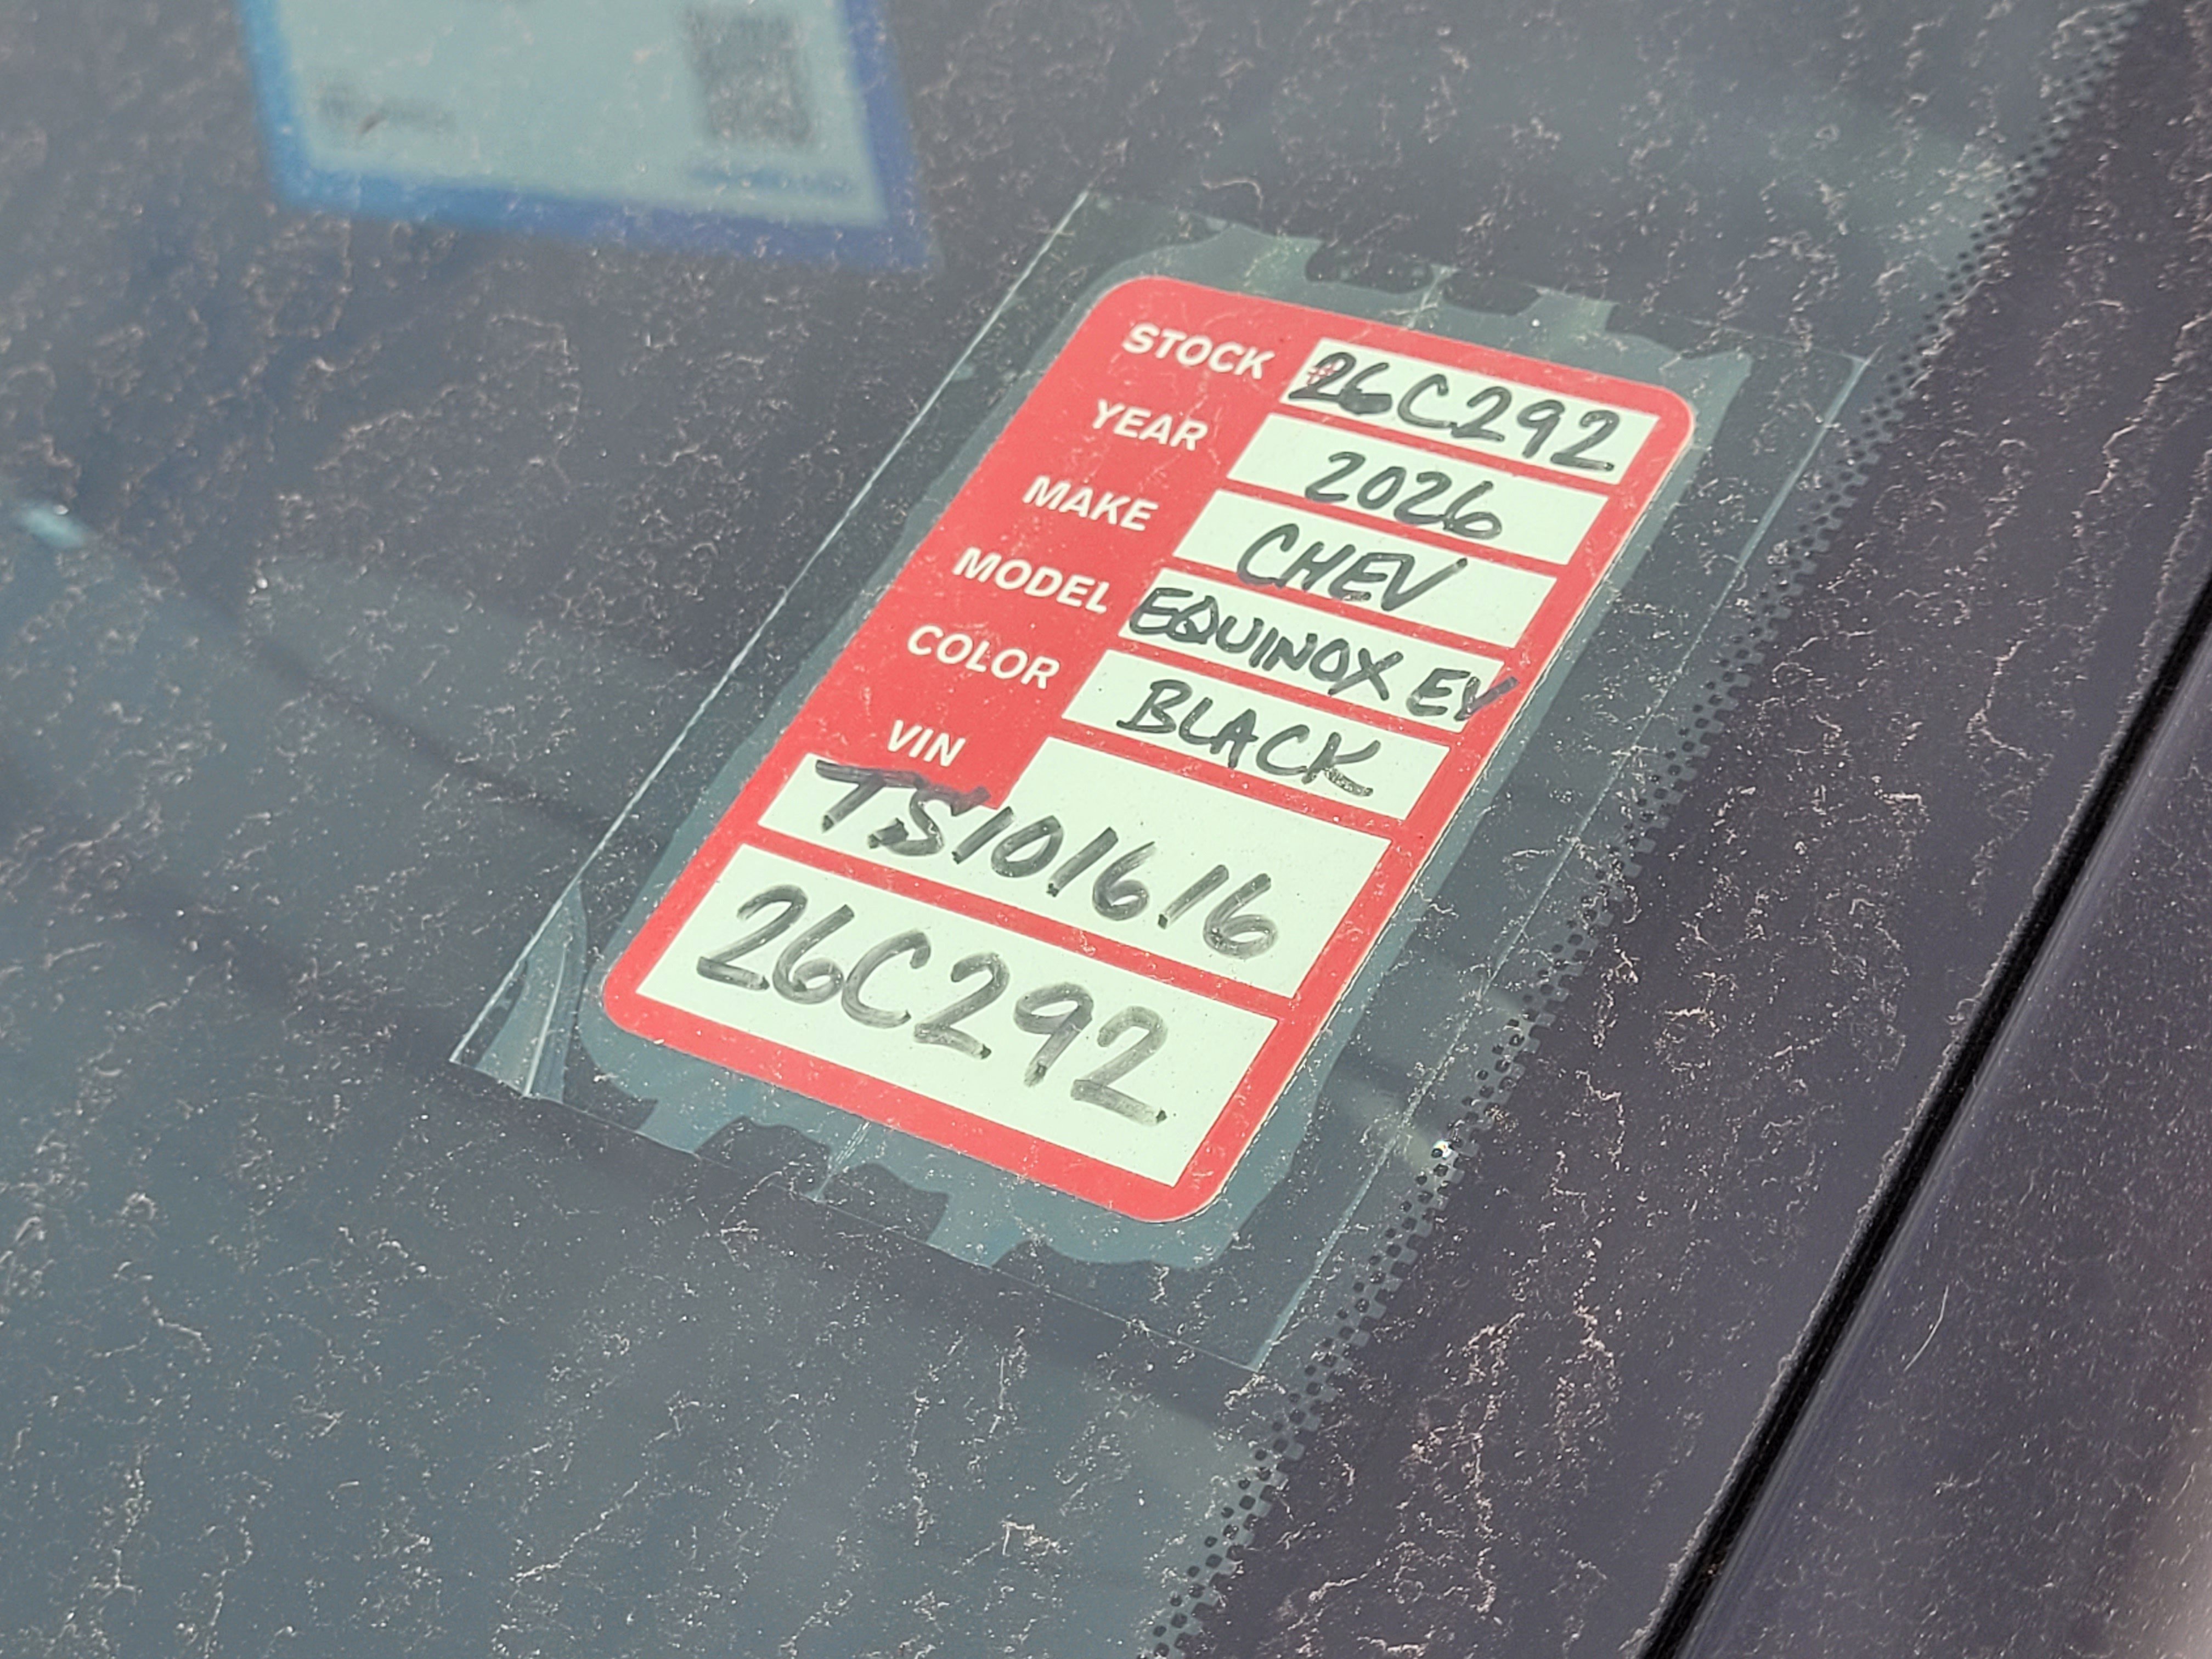 STOCK #26C292
YEAR 2026
MAKE CHEV
MODEL EQUINOX EV
COLOR BLACK
VIN
TS101616
26C292